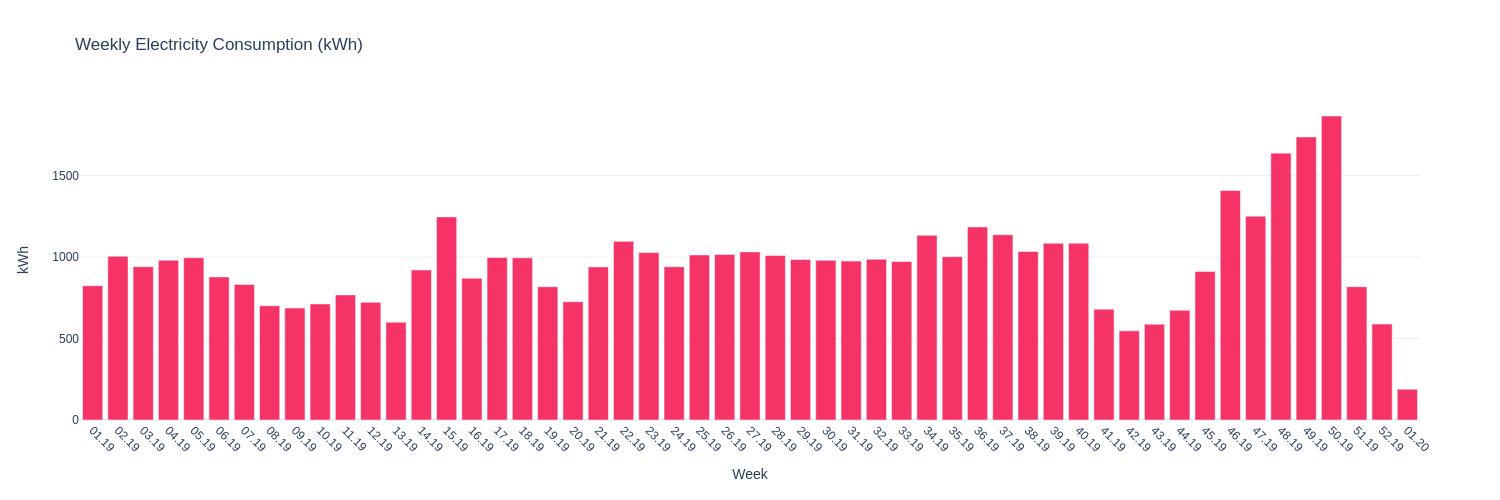 Weekly Electricity Consumption (kWh)
kWh
1500
1000
500
0
01.19 02.19 03.19 04.19 05.19 06.19 07.19 08.19 09.19 10.19 11.19 12.19 13.19 14.19 15.19 16.19 17.19 18.19 19.19 20.19 21.19 22.19 23.19 24.19 25.19 26.19 27.19 28.19 29.19 30.19 31.19 32.19 33.19 34.19 35.19 36.19 37.19 38.19 39.19 40.19 41.19 42.19 43.19 44.19 45.19 46.19 47.19 48.19 49.19 50.19 51.19 52.19 01.20
Week